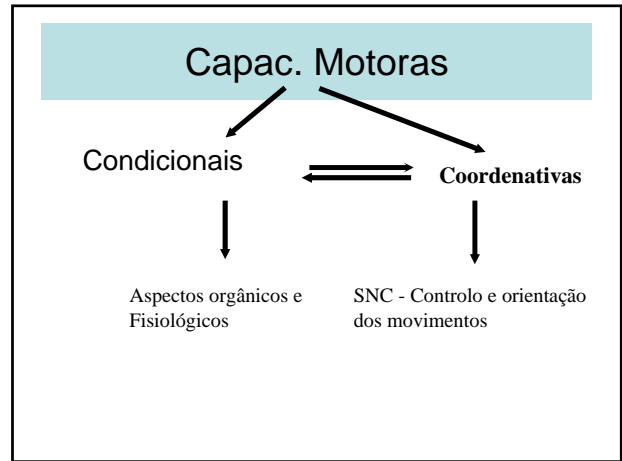 Capac. Motoras
Condicionais
Coordenativas
Aspectos orgânicos e
Fisiológicos
SNC - Controlo e orientação
dos movimentos